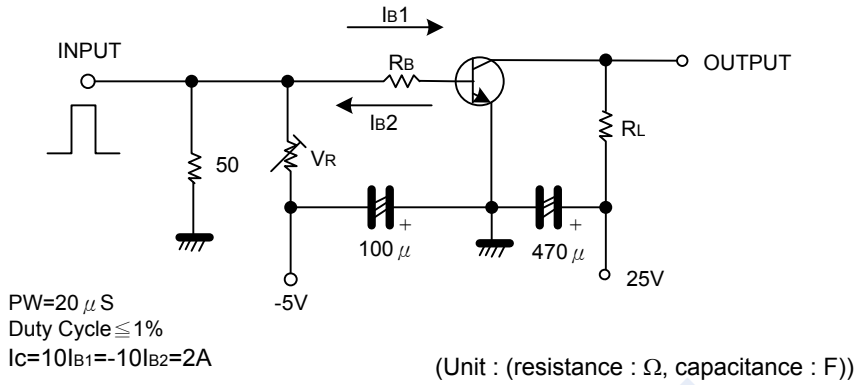 IB1
INPUT
RB
OUTPUT
IB2
RL
50
VR
+
+
100 μ
470 μ
-5V
25V
PW=20 μ S
Duty Cycle≦1%
Ic=10IB1=-10IB2=2A
(Unit : (resistance : Ω, capacitance : F))